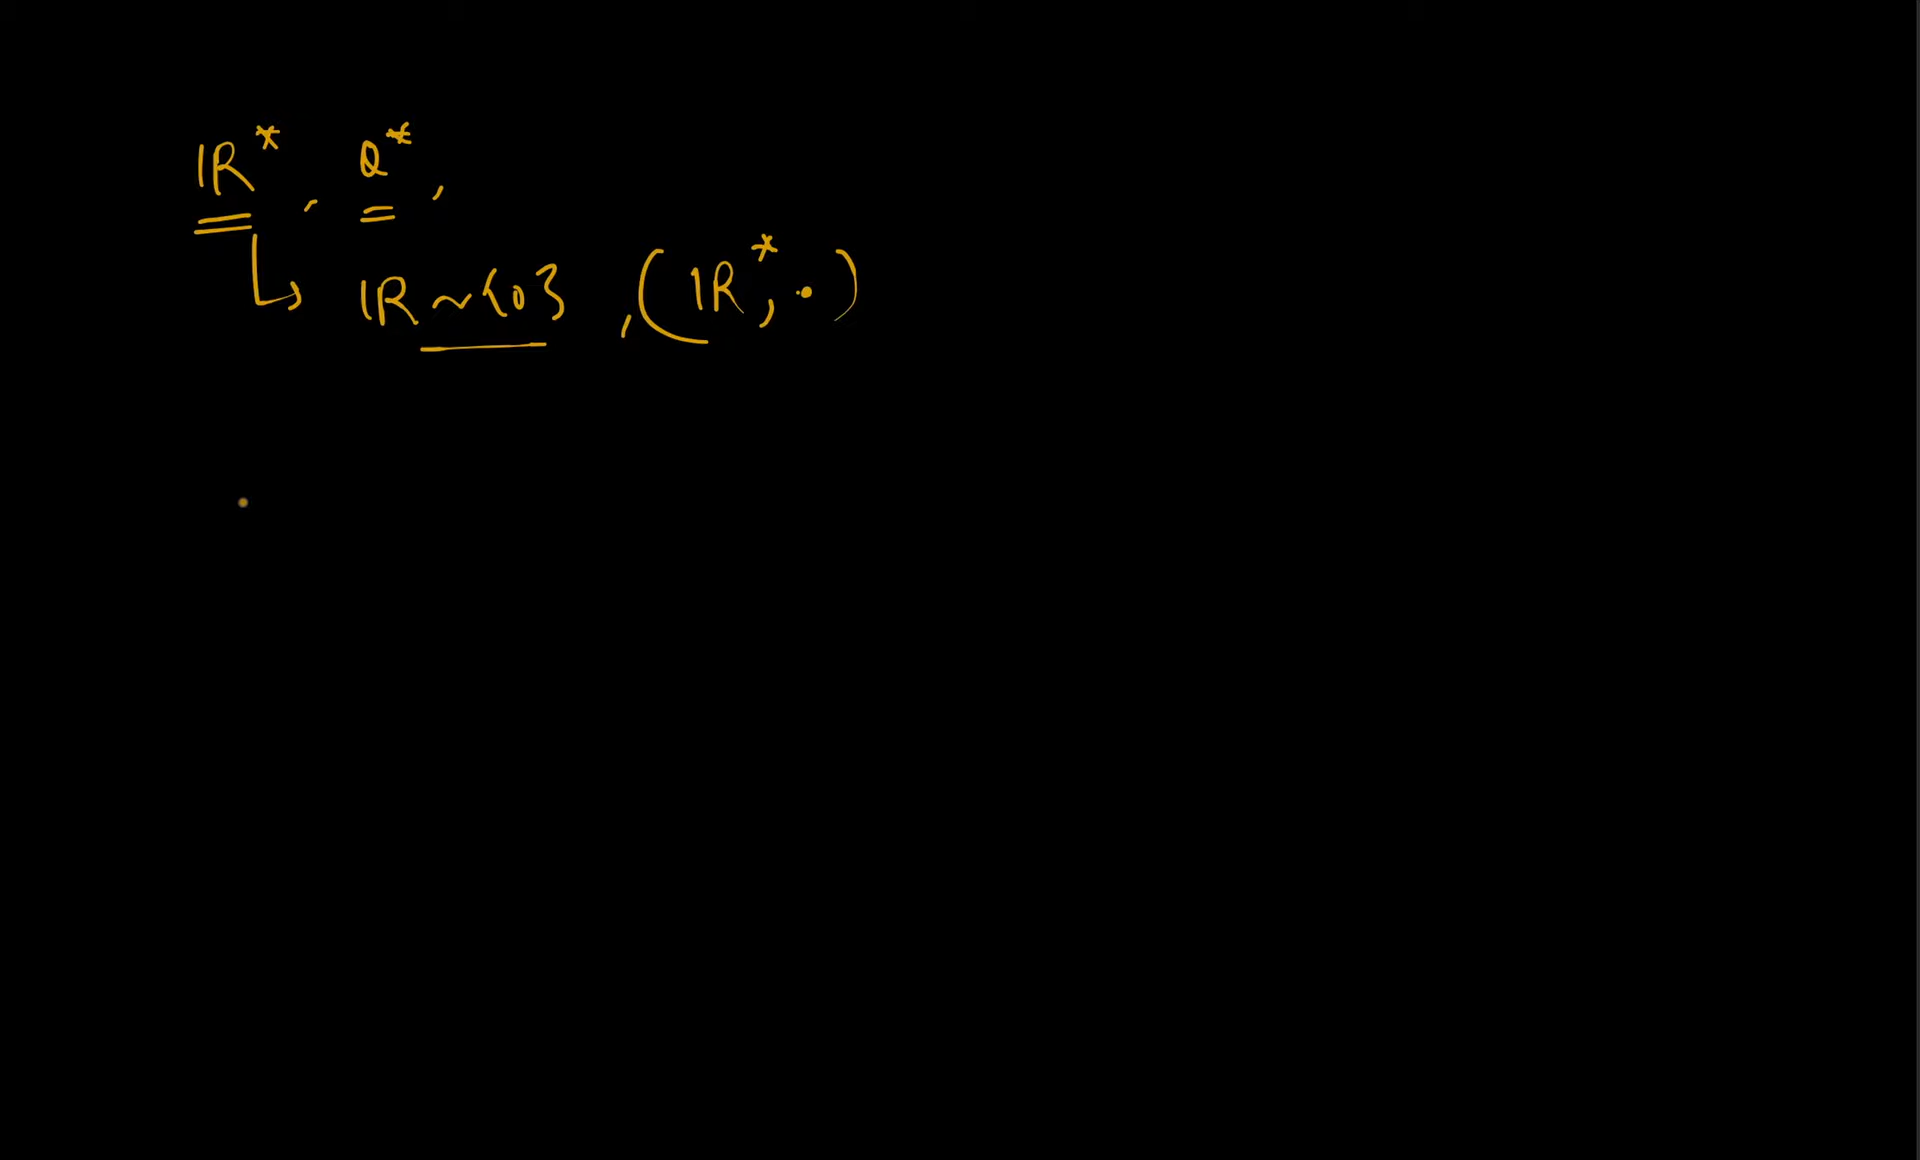 ℝ* , Q* ,
↳ ℝ ~ {0} , (ℝ*, ·)